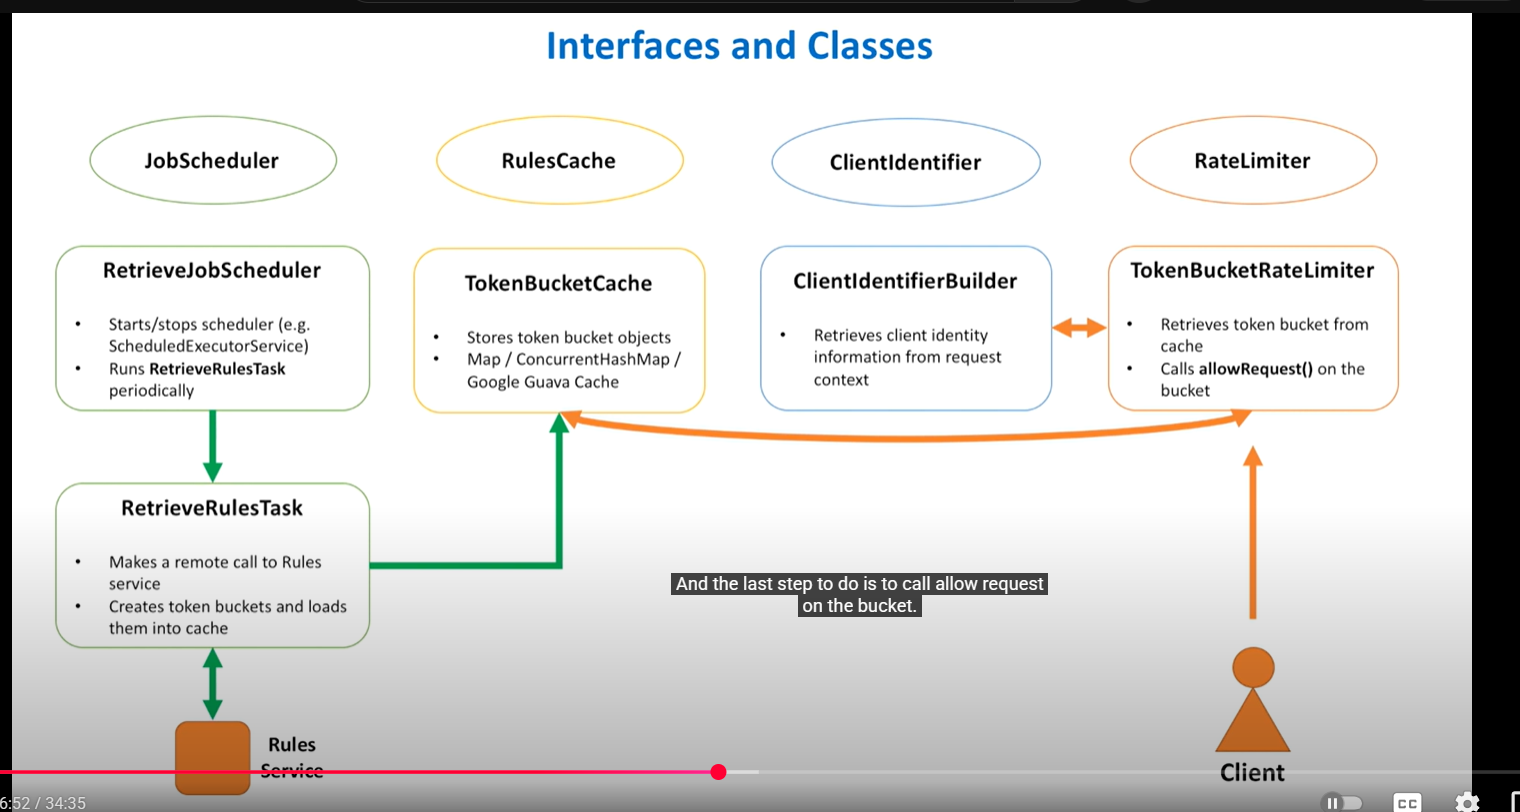 Interfaces and Classes
JobScheduler
RulesCache
ClientIdentifier
RateLimiter
RetrieveJobScheduler
• Starts/stops scheduler (e.g.
ScheduledExecutorService)
• Runs RetrieveRulesTask
periodically
TokenBucketCache
• Stores token bucket objects
• Map / ConcurrentHashMap /
Google Guava Cache
ClientIdentifierBuilder
• Retrieves client identity
information from request
context
TokenBucketRateLimiter
• Retrieves token bucket from
cache
• Calls allowRequest() on the
bucket
RetrieveRulesTask
• Makes a remote call to Rules
service
• Creates token buckets and loads
them into cache
And the last step to do is to call allow request
on the bucket.
Rules
Service
Client
6:52 / 34:35
CC